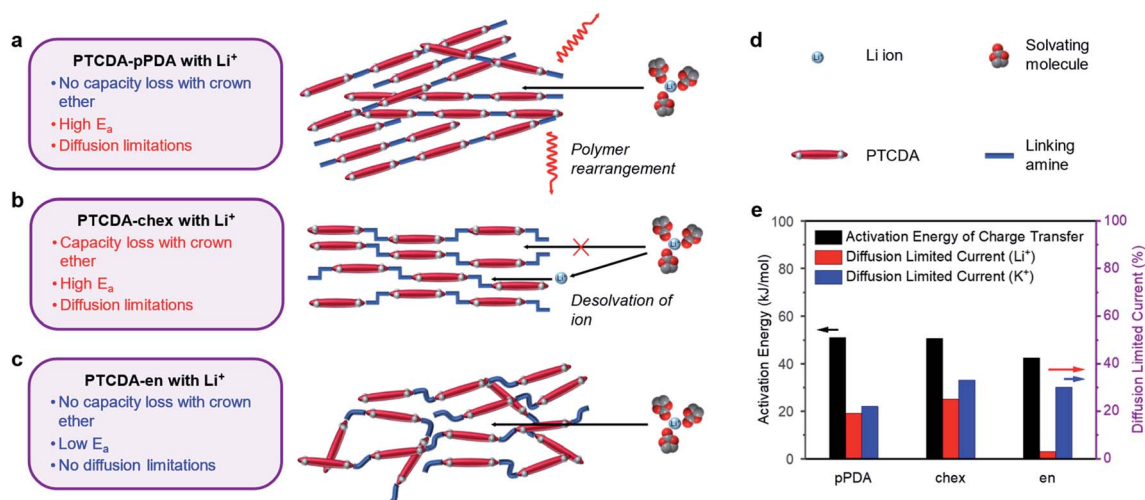 a
PTCDA-pPDA with Li⁺
• No capacity loss with crown
ether
• High Eₐ
• Diffusion limitations
Polymer
rearrangement
b
PTCDA-chex with Li⁺
• Capacity loss with crown
ether
• High Eₐ
• Diffusion limitations
Desolvation of
ion
c
PTCDA-en with Li⁺
• No capacity loss with crown
ether
• Low Eₐ
• No diffusion limitations
Li⁺
Li⁺
Li⁺
Li⁺
d
Li⁺
Li ion
Solvating
molecule
PTCDA
Linking
amine
e
Activation Energy of Charge Transfer
Diffusion Limited Current (Li⁺)
Diffusion Limited Current (K⁺)
Activation Energy (kJ/mol)
100
80
60
40
20
0
Diffusion Limited Current (%)
100
80
60
40
20
0
pPDA
chex
en